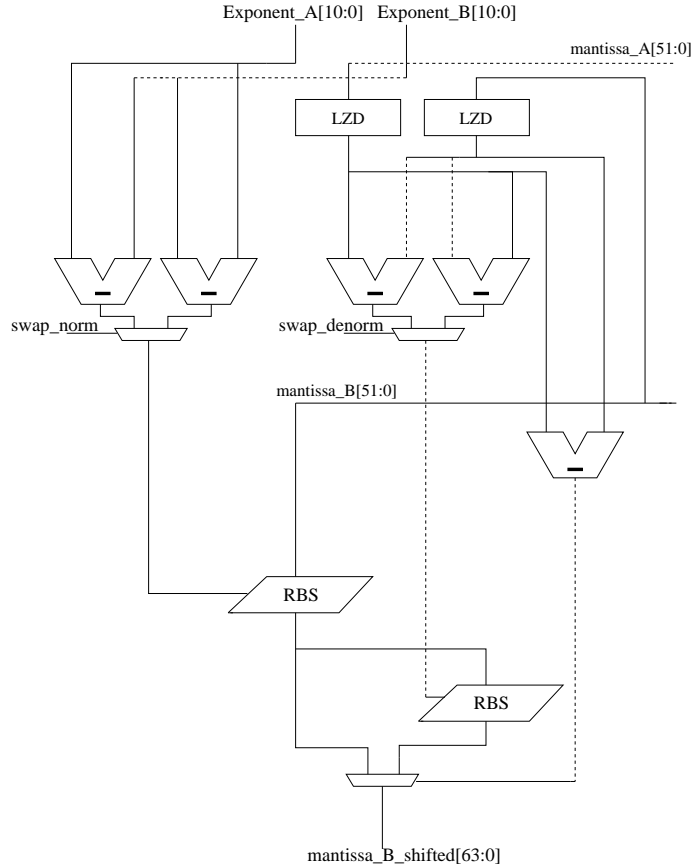 Exponent_A[10:0] Exponent_B[10:0]
mantissa_A[51:0]
LZD LZD
swap_norm swap_denorm
mantissa_B[51:0]
RBS
RBS
mantissa_B_shifted[63:0]